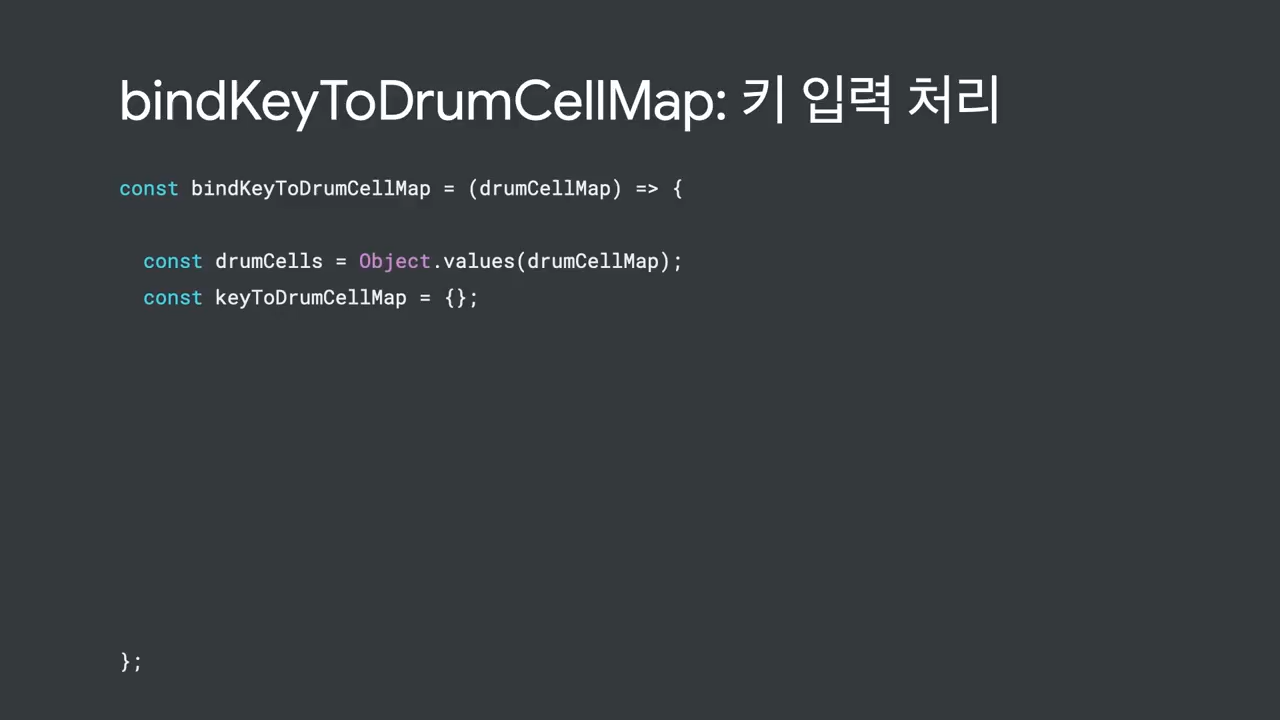 bindKeyToDrumCellMap: 키 입력 처리
const bindKeyToDrumCellMap = (drumCellMap) => {
const drumCells = Object.values(drumCellMap);
const keyToDrumCellMap = {};
};